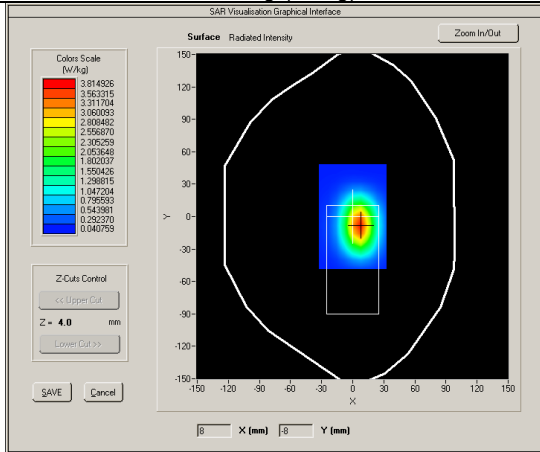 SAR Visualisation Graphical Interface
Surface Radiated Intensity
Zoom In/Out
Colors Scale
(W/kg)
3.814926
3.563315
3.311704
3.060093
2.808482
2.556870
2.305259
2.053648
1.802037
1.550426
1.298815
1.047204
0.795593
0.543981
0.292370
0.040759
Z-Cuts Control
<< Upper Cut
Z = 4.0 mm
Lower Cut >>
SAVE Cancel
150
120
90
60
30
0
-30
-60
-90
-120
-150
Y
-150 -120 -90 -60 -30 0 30 60 90 120 150
X
8 X (mm) -8 Y (mm)